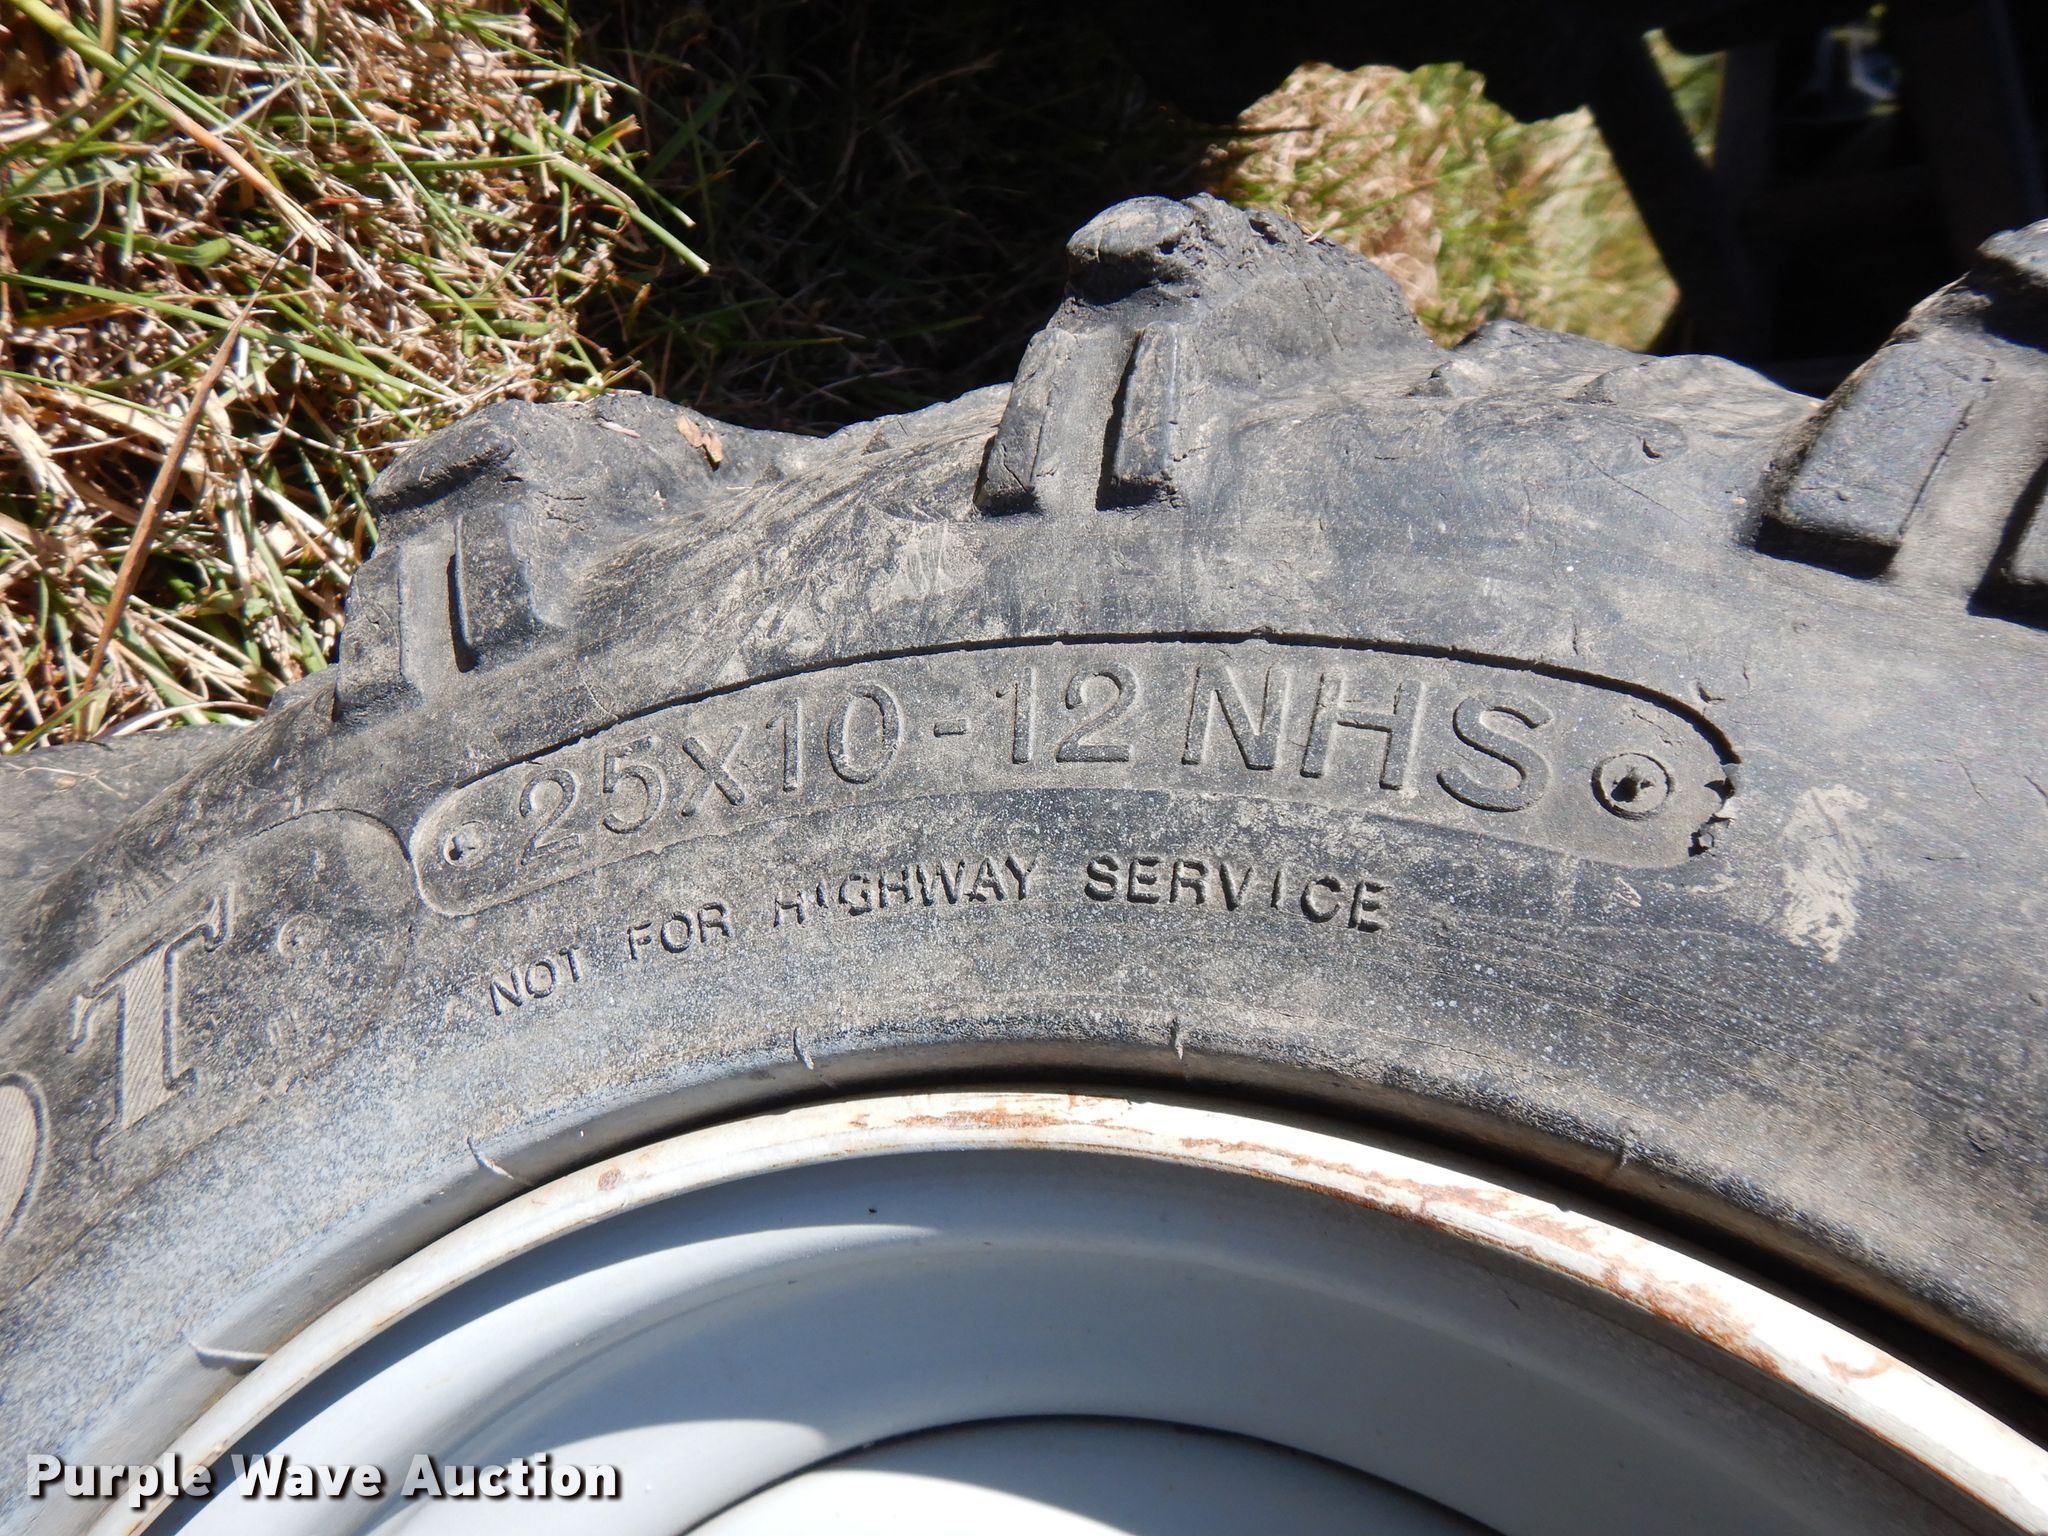 25x10-12 NHS
NOT FOR HIGHWAY SERVICE
Purple Wave Auction